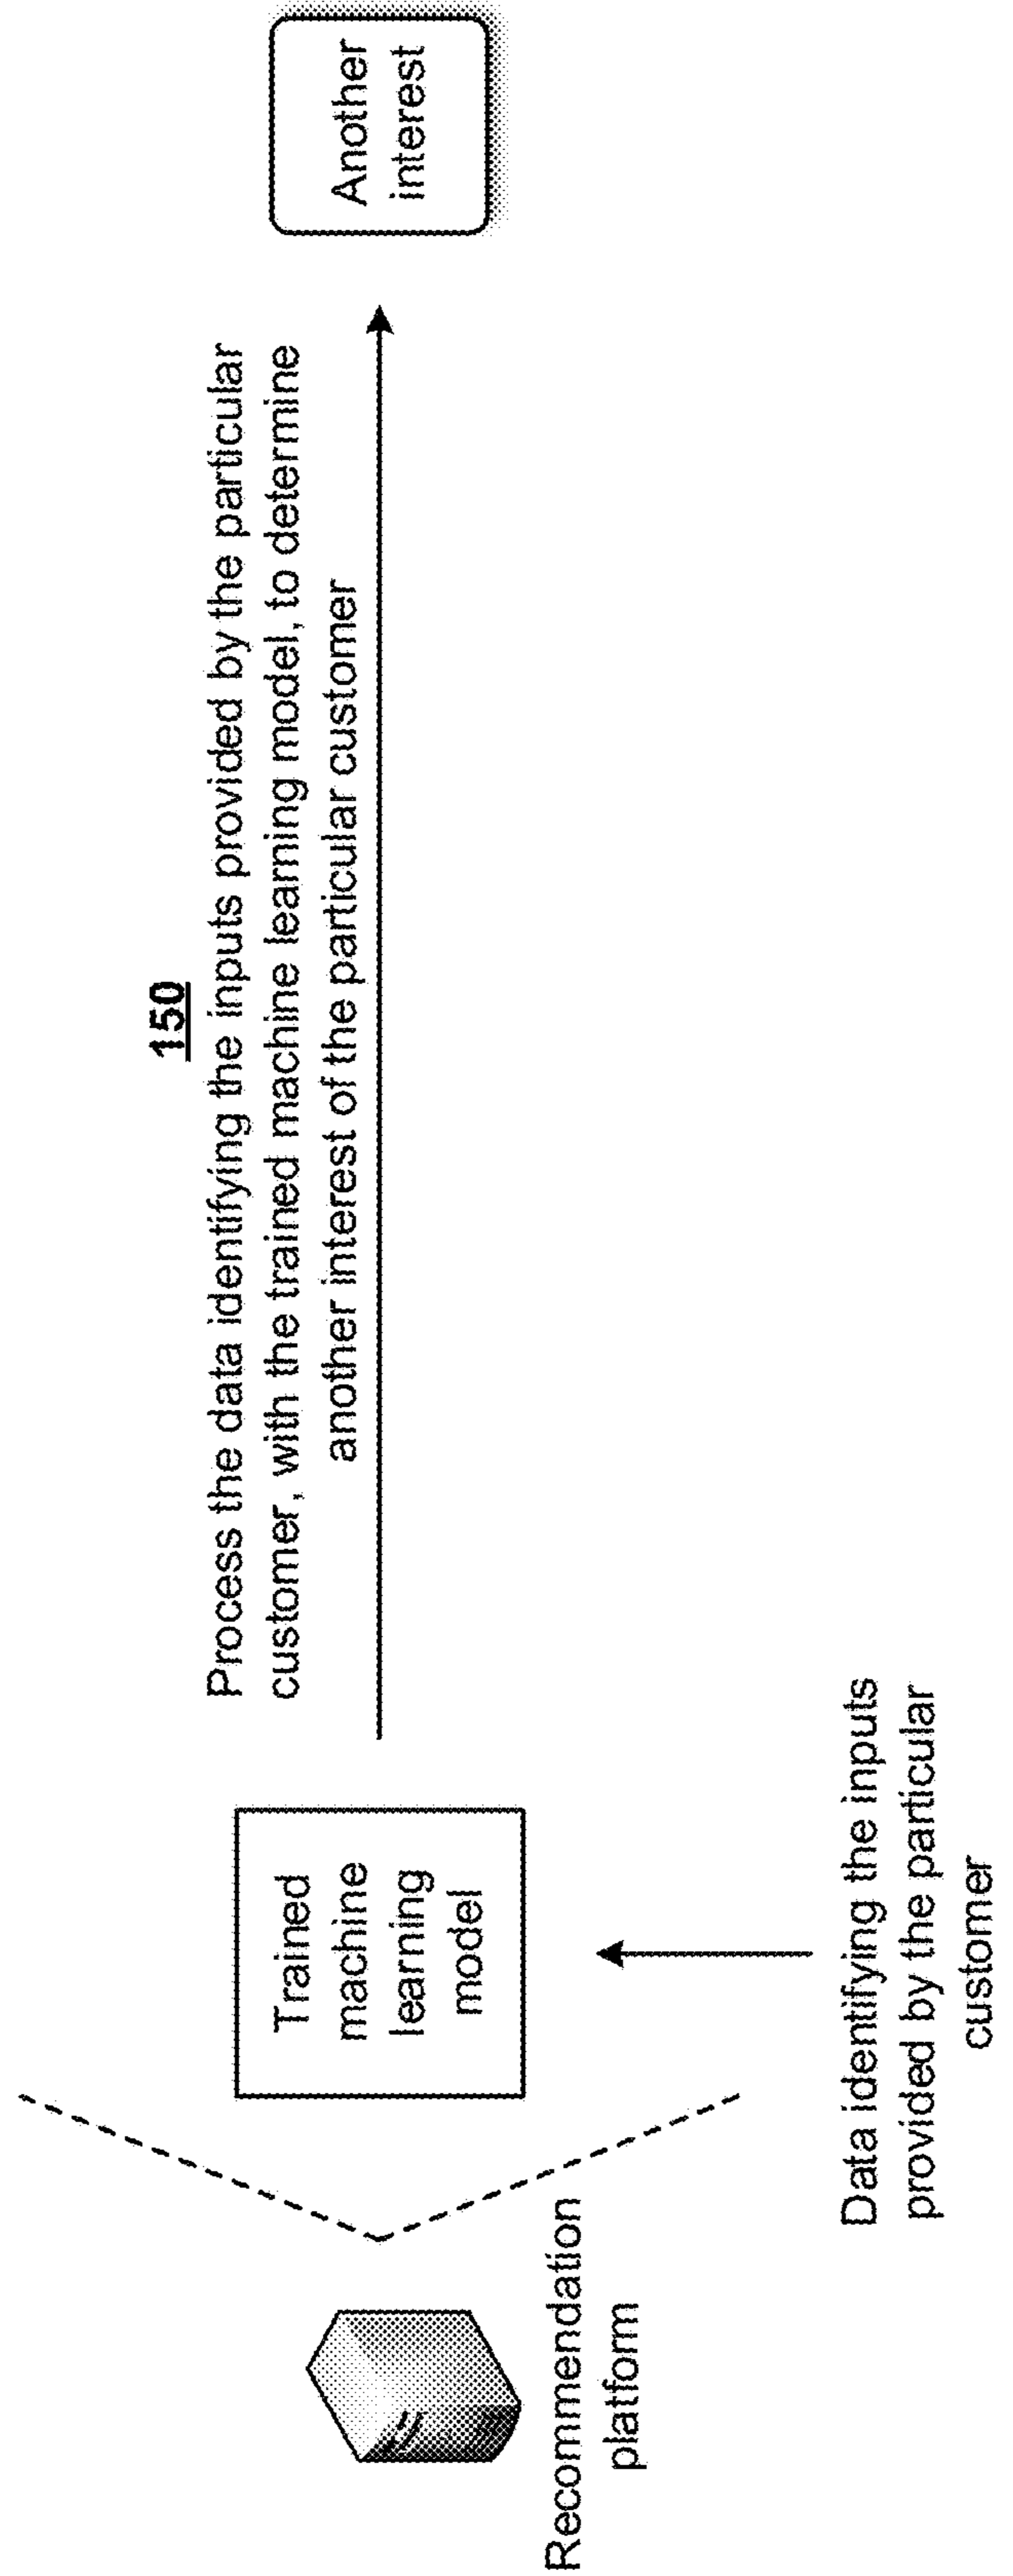 150
Process the data identifying the inputs provided by the particular
customer, with the trained machine learning model, to determine
another interest of the particular customer
Another
interest
Trained
machine
learning
model
Recommendation
platform
Data identifying the inputs
provided by the particular
customer